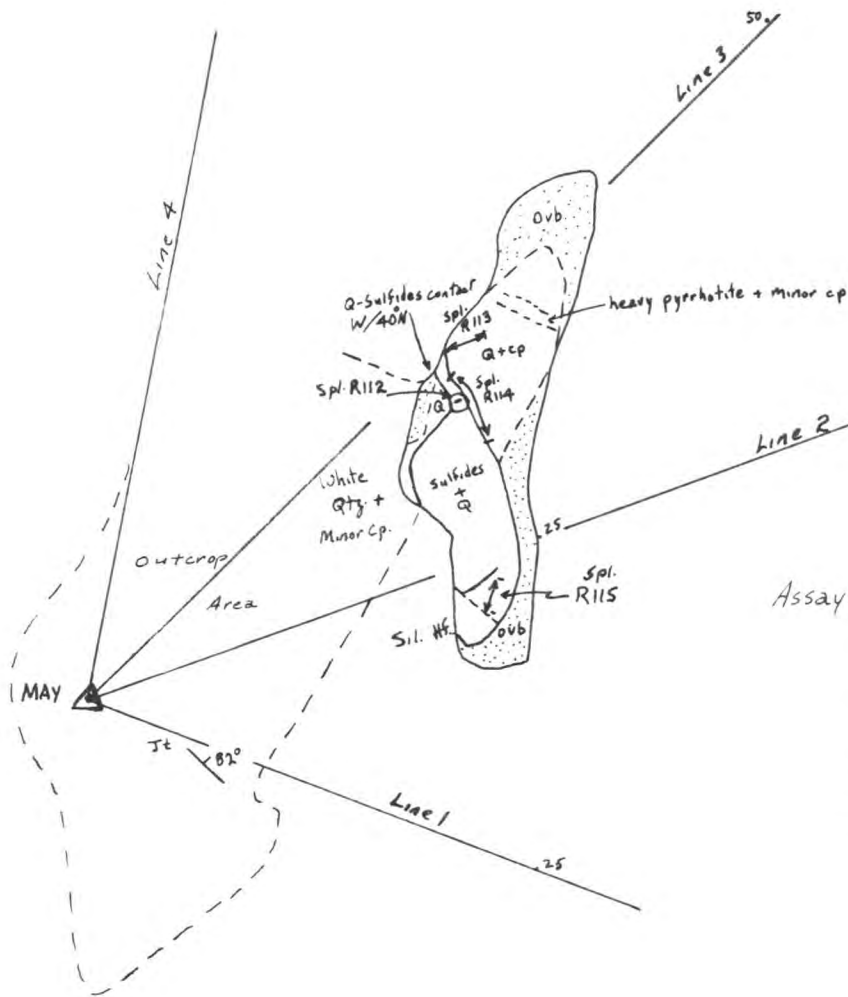 50
Line 3
Line 4
Ovb.
Q-Sulfides contact
W/40°N
Spl.
R113
heavy pyrrhotite + minor cp
Q+cp
Spl. R112
Spl.
R114
Q
Line 2
White
Qtz. +
Minor Cp.
Sulfides
+
Q
25
Outcrop
Area
Spl.
R115
Assay
Sil. Hf.
ovb
MAY
Jt
82°
Line 1
25